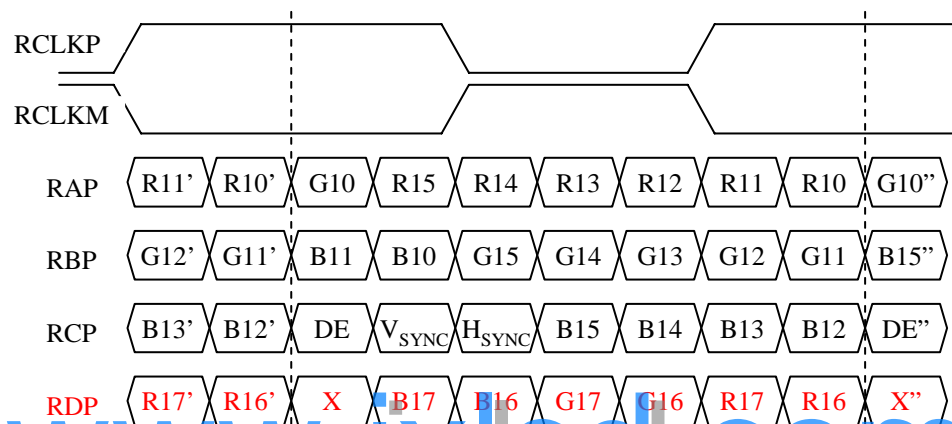 RCLKP
RCLKM
RAP R11’ R10’ G10 R15 R14 R13 R12 R11 R10 G10”
RBP G12’ G11’ B11 B10 G15 G14 G13 G12 G11 B15”
RCP B13’ B12’ DE VSYNC HSYNC B15 B14 B13 B12 DE”
RDP R17’ R16’ X B17 B16 G17 G16 R17 R16 X”